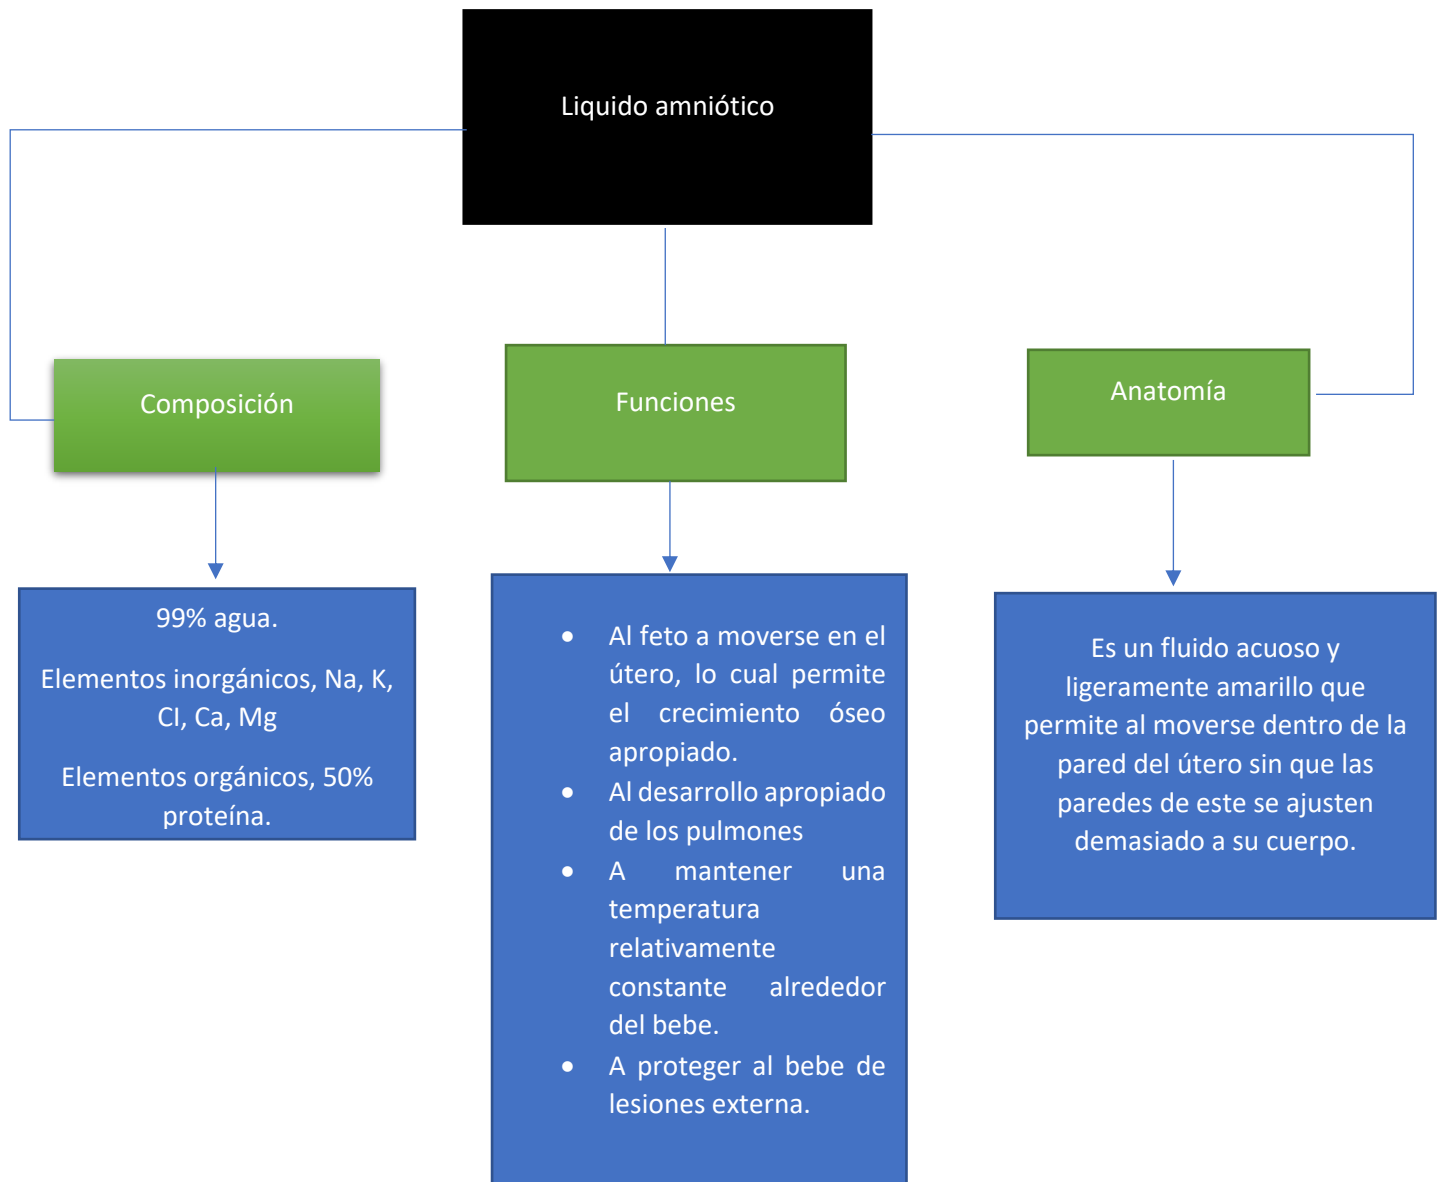 Liquido amniótico
Composición
Funciones
Anatomía
99% agua.
Elementos inorgánicos, Na, K,
Cl, Ca, Mg
Elementos orgánicos, 50%
proteína.
• Al feto a moverse en el
útero, lo cual permite
el crecimiento óseo
apropiado.
• Al desarrollo apropiado
de los pulmones
• A mantener una
temperatura
relativamente
constante alrededor
del bebe.
• A proteger al bebe de
lesiones externa.
Es un fluido acuoso y
ligeramente amarillo que
permite al moverse dentro de la
pared del útero sin que las
paredes de este se ajusten
demasiado a su cuerpo.